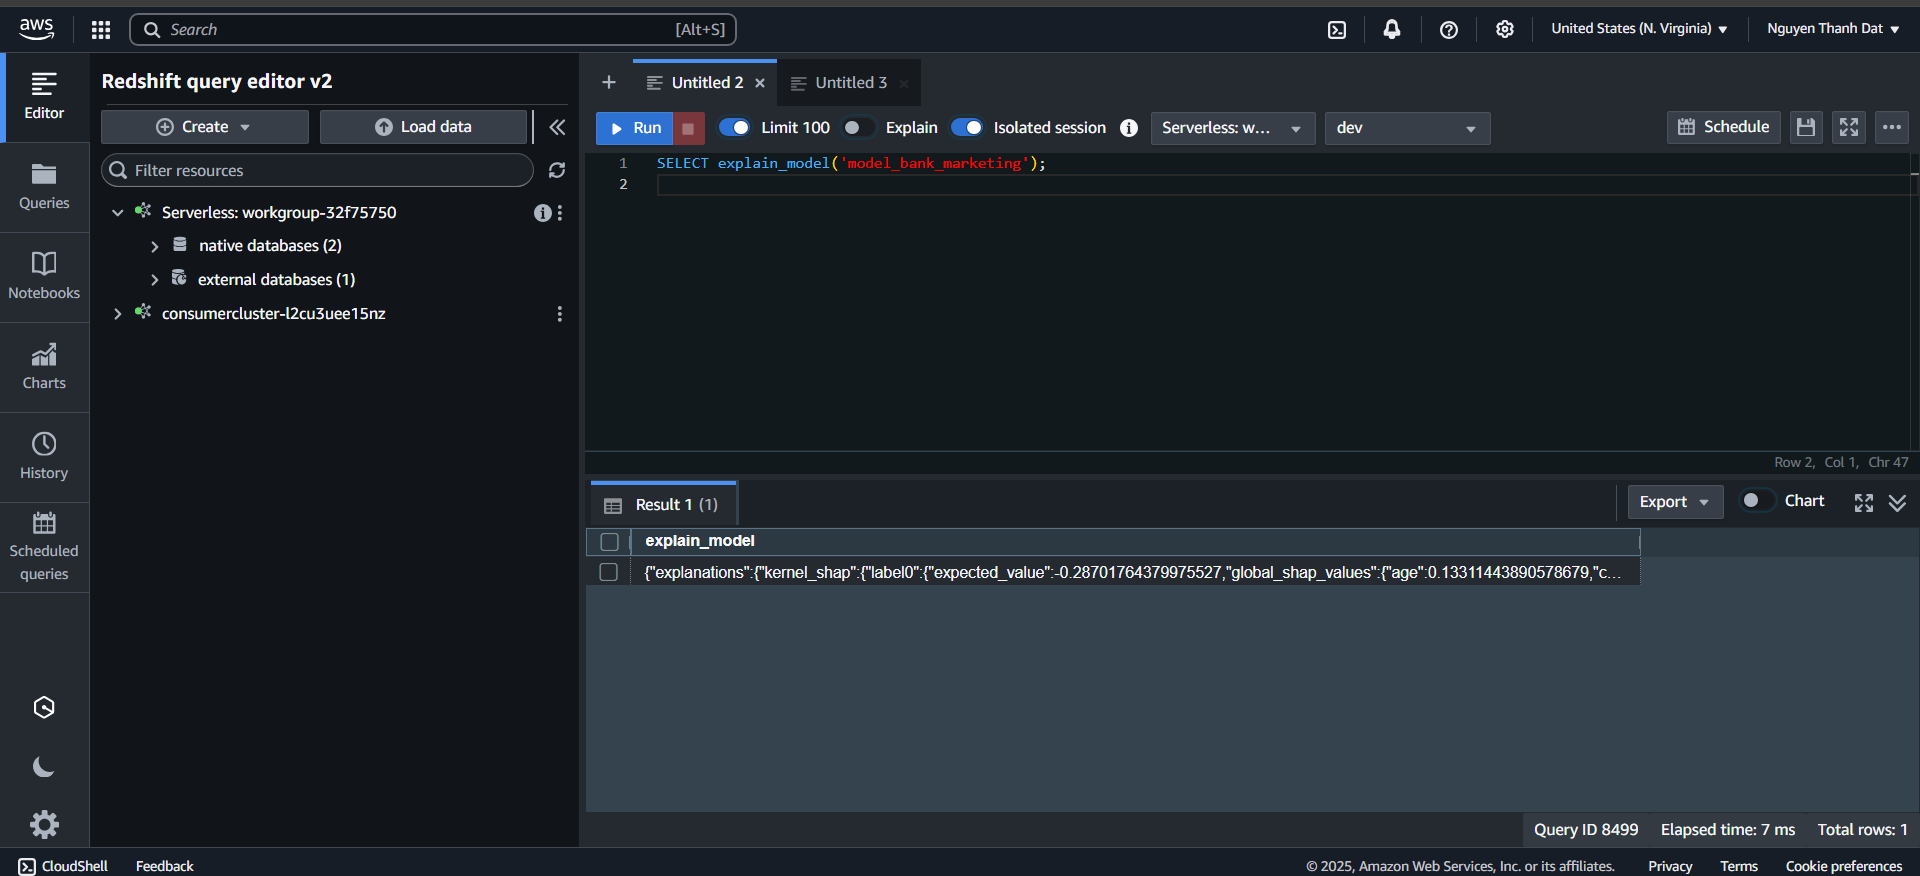 aws
Search
[Alt+S]
United States (N. Virginia)
Nguyen Thanh Dat
Editor
Queries
Notebooks
Charts
History
Scheduled
queries
Redshift query editor v2
Create
Load data
Filter resources
Serverless: workgroup-32f75750
native databases (2)
external databases (1)
consumercluster-l2cu3uee15nz
Untitled 2
Untitled 3
Run
Limit 100
Explain
Isolated session
Serverless: w...
dev
Schedule
1 SELECT explain_model('model_bank_marketing');
2
Row 2, Col 1, Chr 47
Result 1 (1)
Export
Chart
explain_model
{"explanations":{"kernel_shap":{"label0":{"expected_value":-0.28701764379975527,"global_shap_values":{"age":0.13311443890578679,"c...
Query ID 8499 Elapsed time: 7 ms Total rows: 1
CloudShell Feedback
© 2025, Amazon Web Services, Inc. or its affiliates. Privacy Terms Cookie preferences